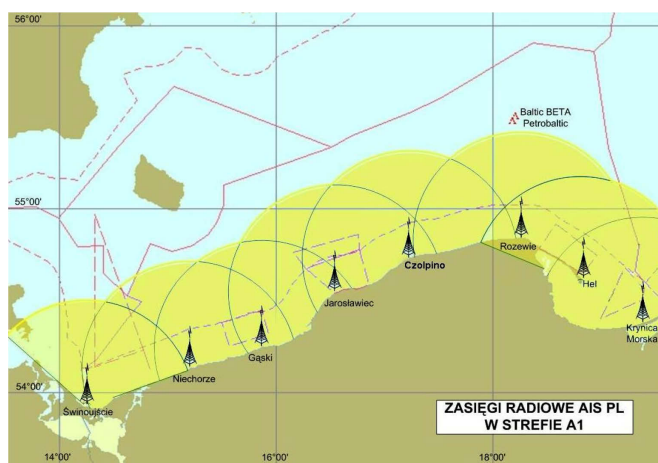 56°00'
Baltic BETA
Petrobaltic
55°00'
Rozewie
Czolpino
Hel
Jarosławiec
Krynica
Morska
Gąski
Niechorze
54°00'
Świnoujście
ZASIĘGI RADIOWE AIS PL
W STREFIE A1
14°00'
16°00'
18°00'